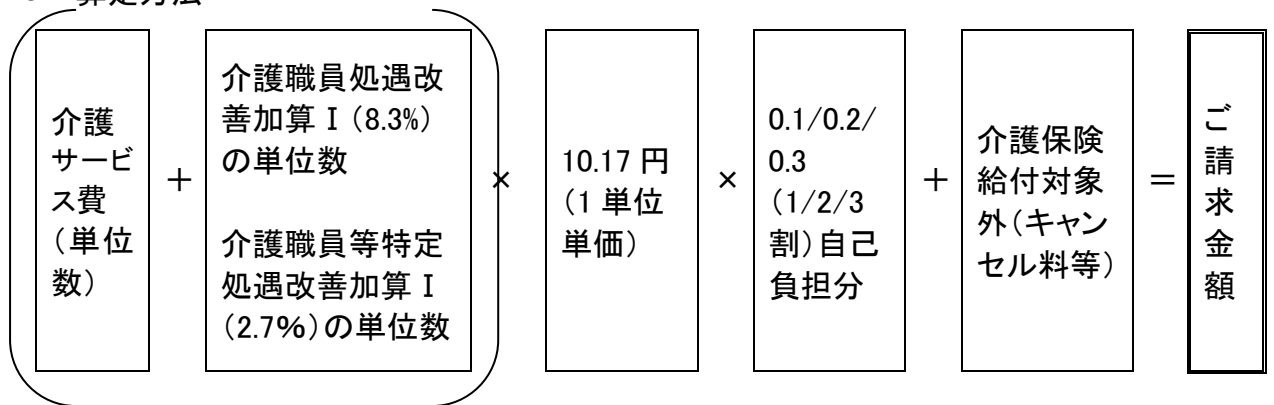 介護
サービ
ス費
(単位
数)
+
介護職員処遇改
善加算Ⅰ(8.3%)
の単位数
介護職員等特定
処遇改善加算Ⅰ
(2.7%)の単位数
×
10.17円
(1単位
単価)
×
0.1/0.2/
0.3
(1/2/3
割)自己
負担分
+
介護保険
給付対象
外(キャン
セル料等)
=
ご
請
求
金
額